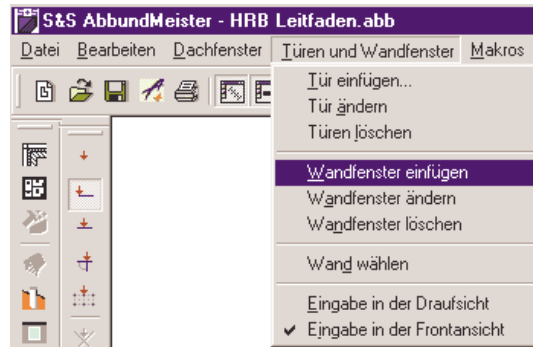 S&S AbbundMeister - HRB Leitfaden.abb
Datei Bearbeiten Dachfenster Türen und Wandfenster Makros
Tür einfügen...
Tür ändern
Türen löschen
Wandfenster einfügen
Wandfenster ändern
Wandfenster löschen
Wand wählen
Eingabe in der Draufsicht
✓ Eingabe in der Frontansicht